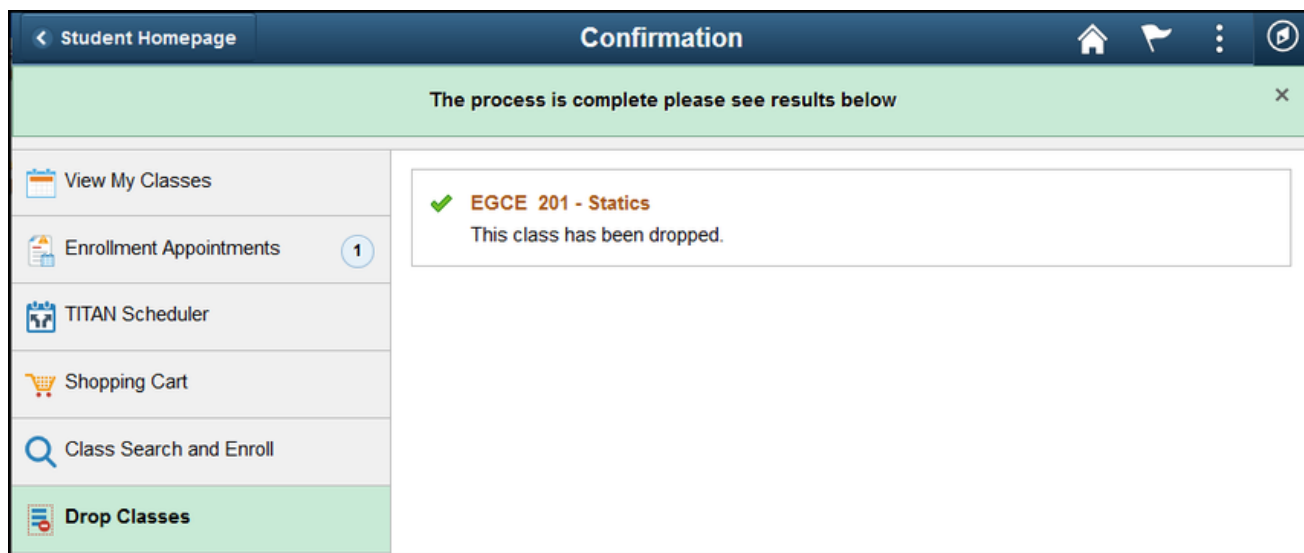 Student Homepage
Confirmation
The process is complete please see results below
View My Classes
Enrollment Appointments
1
TITAN Scheduler
Shopping Cart
Class Search and Enroll
Drop Classes
EGCE 201 - Statics
This class has been dropped.